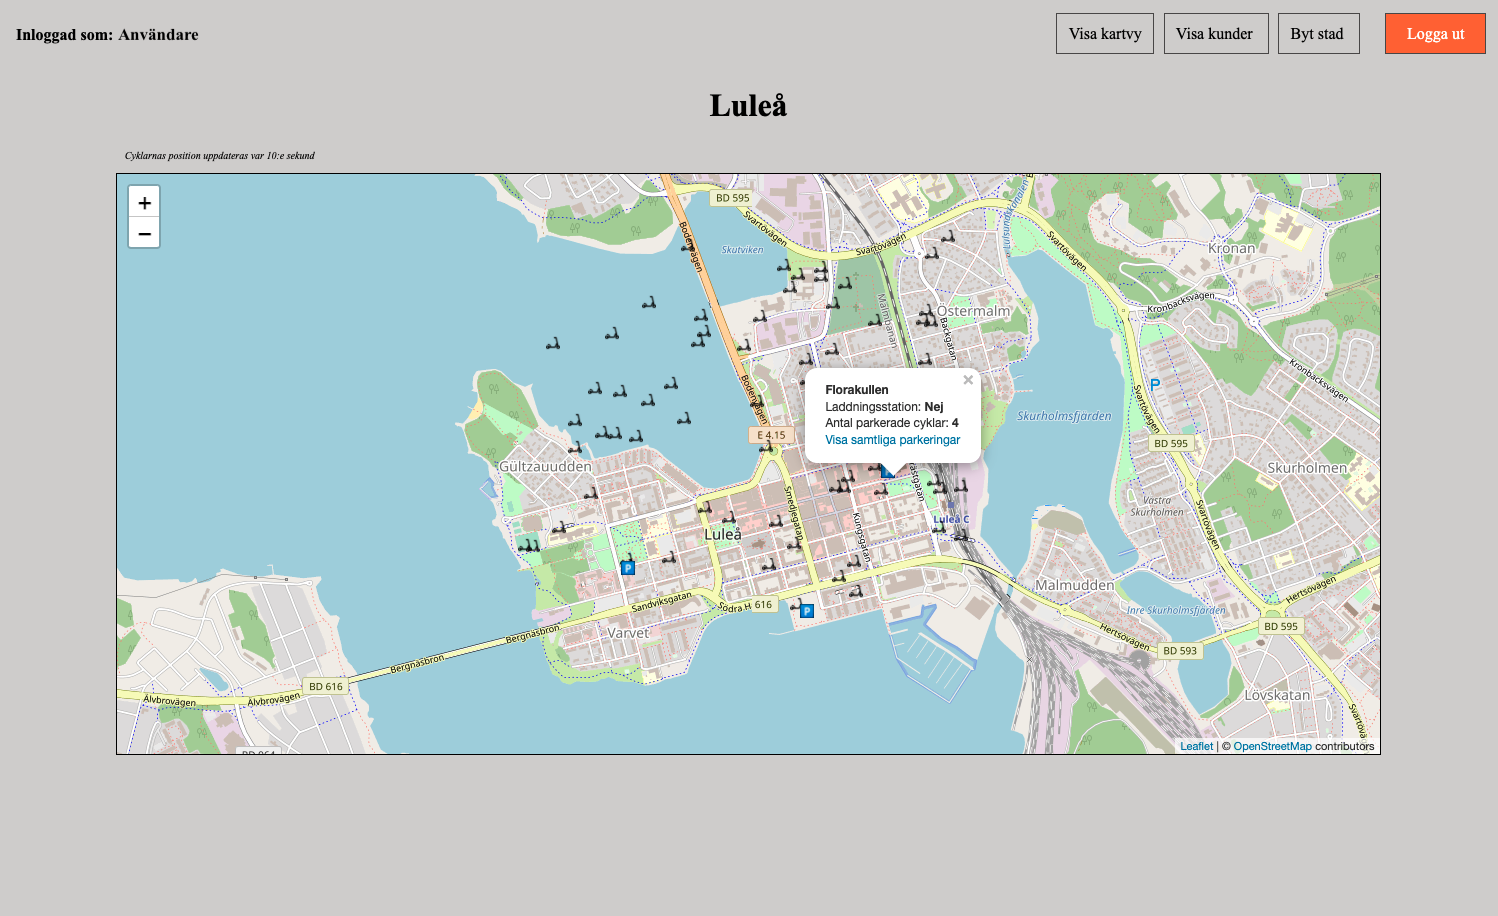 Inloggad som: Användare
Visa kartvy
Visa kunder
Byt stad
Logga ut
Luleå
Cyklarnas position uppdateras var 10:e sekund
+
−
BD 595
Svartövägen
Bodenvägen
Skutviken
Svartövägen
Lulsundskanalen
Svartövägen
Kronan
Kronbacksvägen
Malmbanan
Östermalm
Backgatan
Kronbacksvägen
Bodenvägen
×
Florakullen
Laddningsstation: Nej
Antal parkerade cyklar: 4
Visa samtliga parkeringar
P
Svartövägen
Skurholmsfjärden
E 4.15
BD 595
Gültzauudden
Skurholmen
Smedjegatan
Västra
Skurholmen
Kungsgatan
Luleå C
Svartövägen
Luleå
P
Malmudden
Hertsövägen
Sandviksgatan
616
P
Inre Skurholmsfjärden
Varvet
Bergnäsbron
Hertsövägen
BD 595
Bergnäsbron
BD 593
BD 616
Älvbrovägen
Älvbrovägen
Lövskatan
Leaflet | © OpenStreetMap contributors